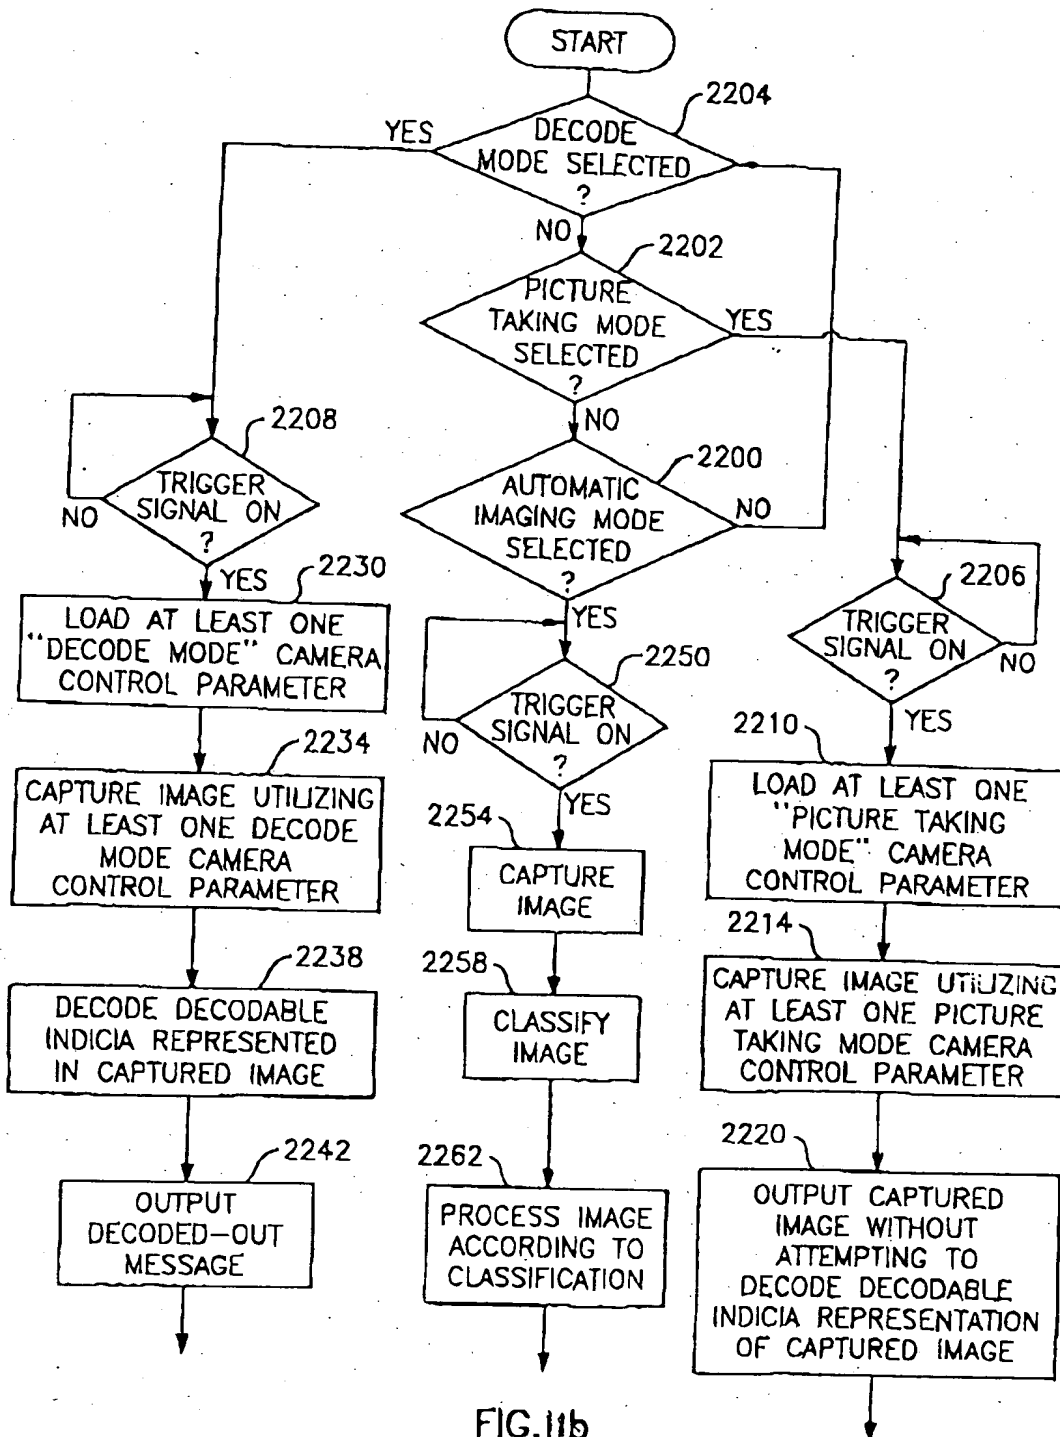 START
2204
YES
DECODE
MODE SELECTED
?
NO
2202
PICTURE
TAKING MODE
SELECTED
?
YES
NO
2208
TRIGGER
SIGNAL ON
?
NO
YES
2200
AUTOMATIC
IMAGING MODE
SELECTED
?
NO
YES
2206
TRIGGER
SIGNAL ON
?
NO
YES
2230
LOAD AT LEAST ONE
"DECODE MODE" CAMERA
CONTROL PARAMETER
2250
TRIGGER
SIGNAL ON
?
NO
YES
2210
LOAD AT LEAST ONE
"PICTURE TAKING
MODE" CAMERA
CONTROL PARAMETER
2234
CAPTURE IMAGE UTILIZING
AT LEAST ONE DECODE
MODE CAMERA
CONTROL PARAMETER
2254
CAPTURE
IMAGE
2214
CAPTURE IMAGE UTILIZING
AT LEAST ONE PICTURE
TAKING MODE CAMERA
CONTROL PARAMETER
2238
DECODE DECODABLE
INDICIA REPRESENTED
IN CAPTURED IMAGE
2258
CLASSIFY
IMAGE
2242
OUTPUT
DECODED-OUT
MESSAGE
2262
PROCESS IMAGE
ACCORDING TO
CLASSIFICATION
2220
OUTPUT CAPTURED
IMAGE WITHOUT
ATTEMPTING TO
DECODE DECODABLE
INDICIA REPRESENTATION
OF CAPTURED IMAGE
FIG.11b